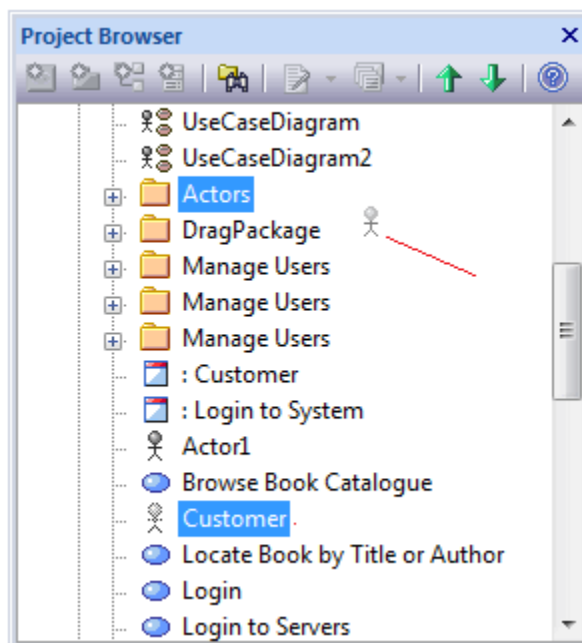 Project Browser
UseCaseDiagram
UseCaseDiagram2
Actors
DragPackage
Manage Users
Manage Users
Manage Users
: Customer
: Login to System
Actor1
Browse Book Catalogue
Customer
Locate Book by Title or Author
Login
Login to Servers